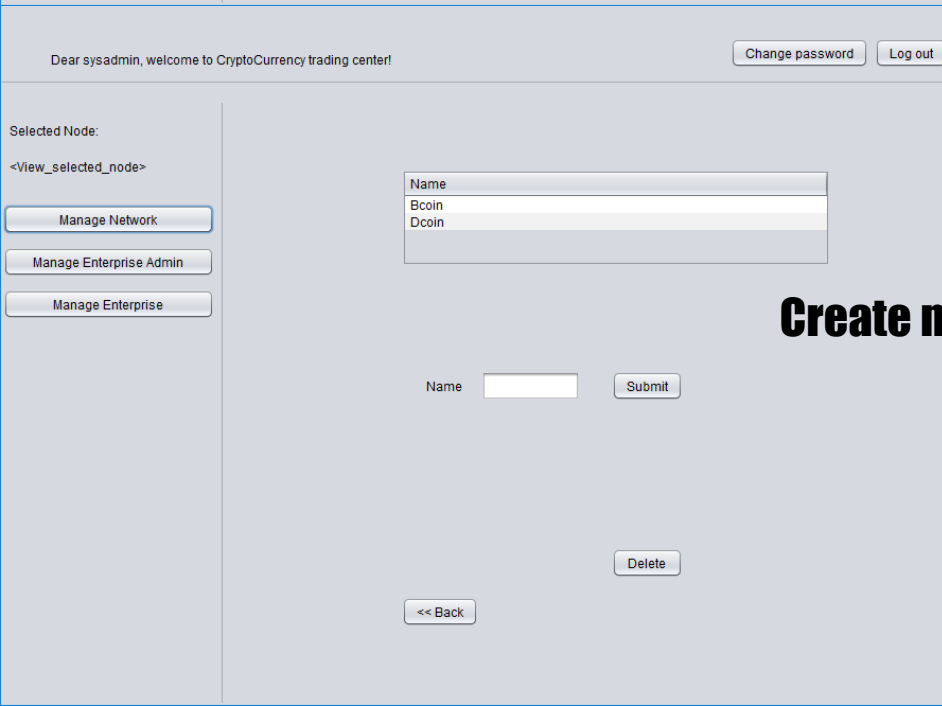 Dear sysadmin, welcome to CryptoCurrency trading center!
Change password
Log out
Selected Node:
<View_selected_node>
Manage Network
Manage Enterprise Admin
Manage Enterprise
Name
Bcoin
Dcoin
Create n
Name
Submit
Delete
<< Back